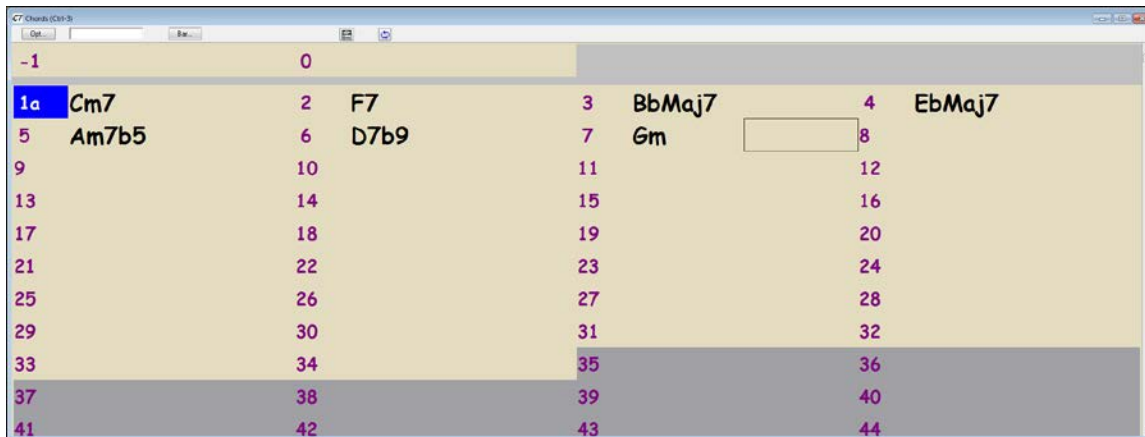 Chords (Cb1-3)
Opt... Bar...
-1 0
1a Cm7 2 F7 3 BbMaj7 4 EbMaj7
5 Am7b5 6 D7b9 7 Gm 8
9 10 11 12
13 14 15 16
17 18 19 20
21 22 23 24
25 26 27 28
29 30 31 32
33 34 35 36
37 38 39 40
41 42 43 44